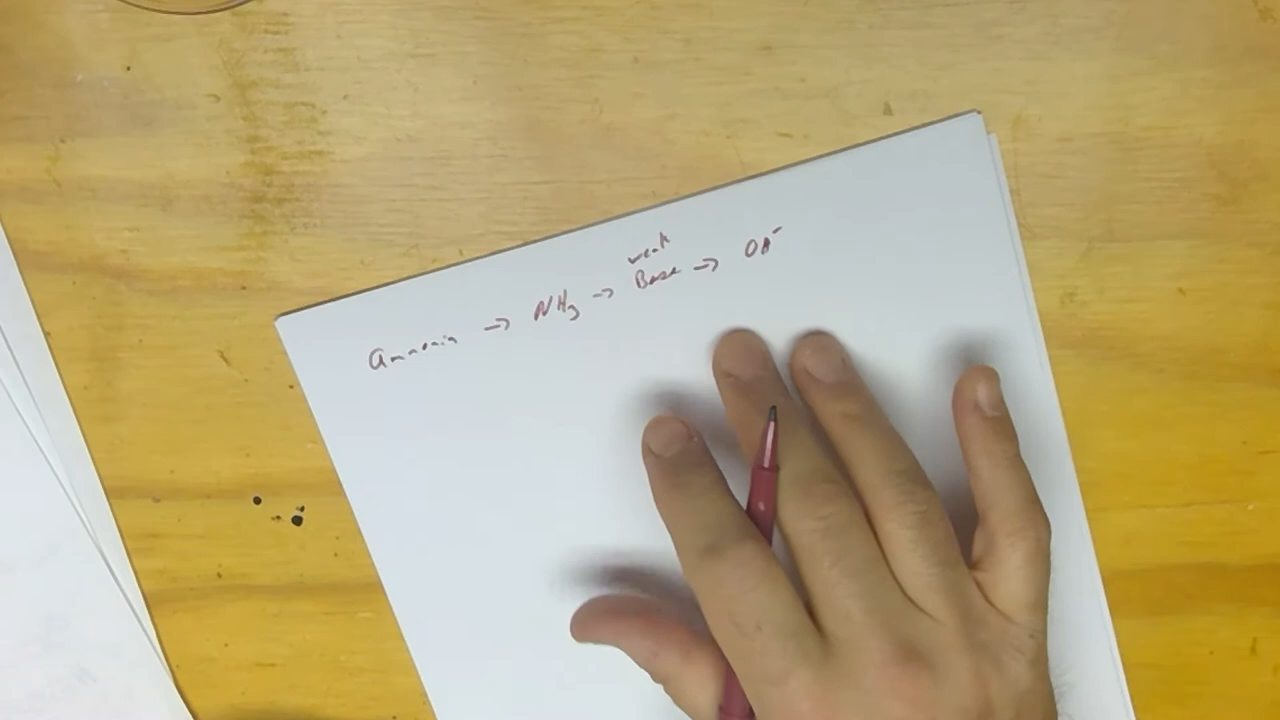 weak
Ammonia → NH3 → Base → OH-